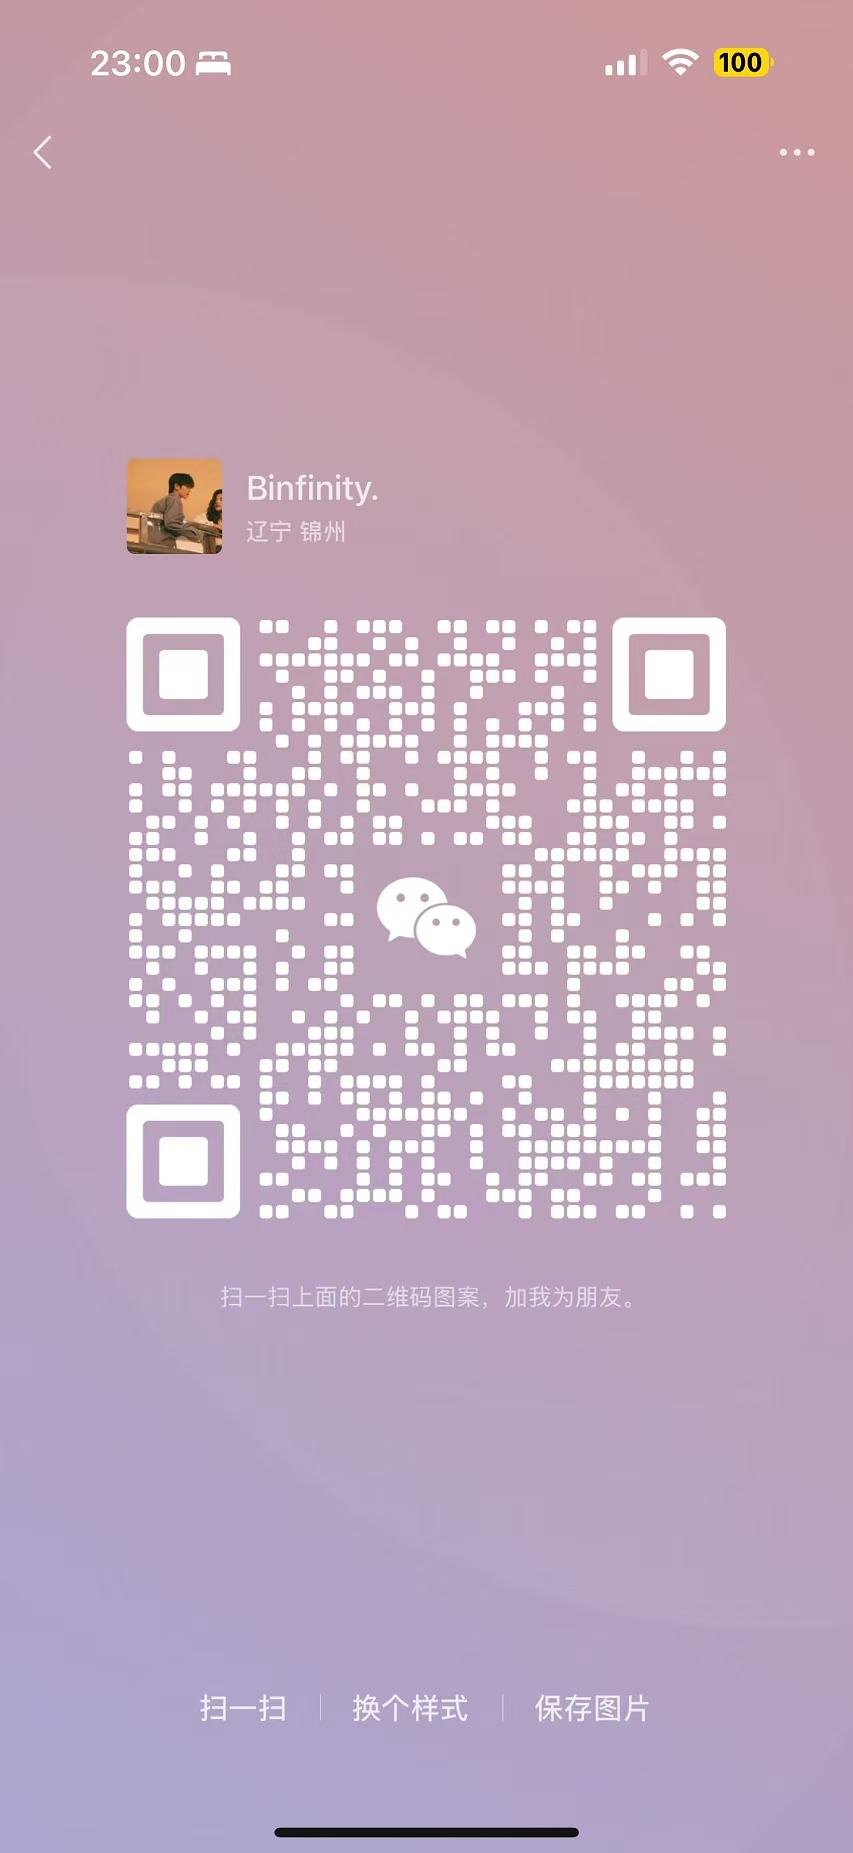 23:00
100
Binfinity.
辽宁 锦州
扫一扫上面的二维码图案，加我为朋友。
扫一扫 换个样式 保存图片